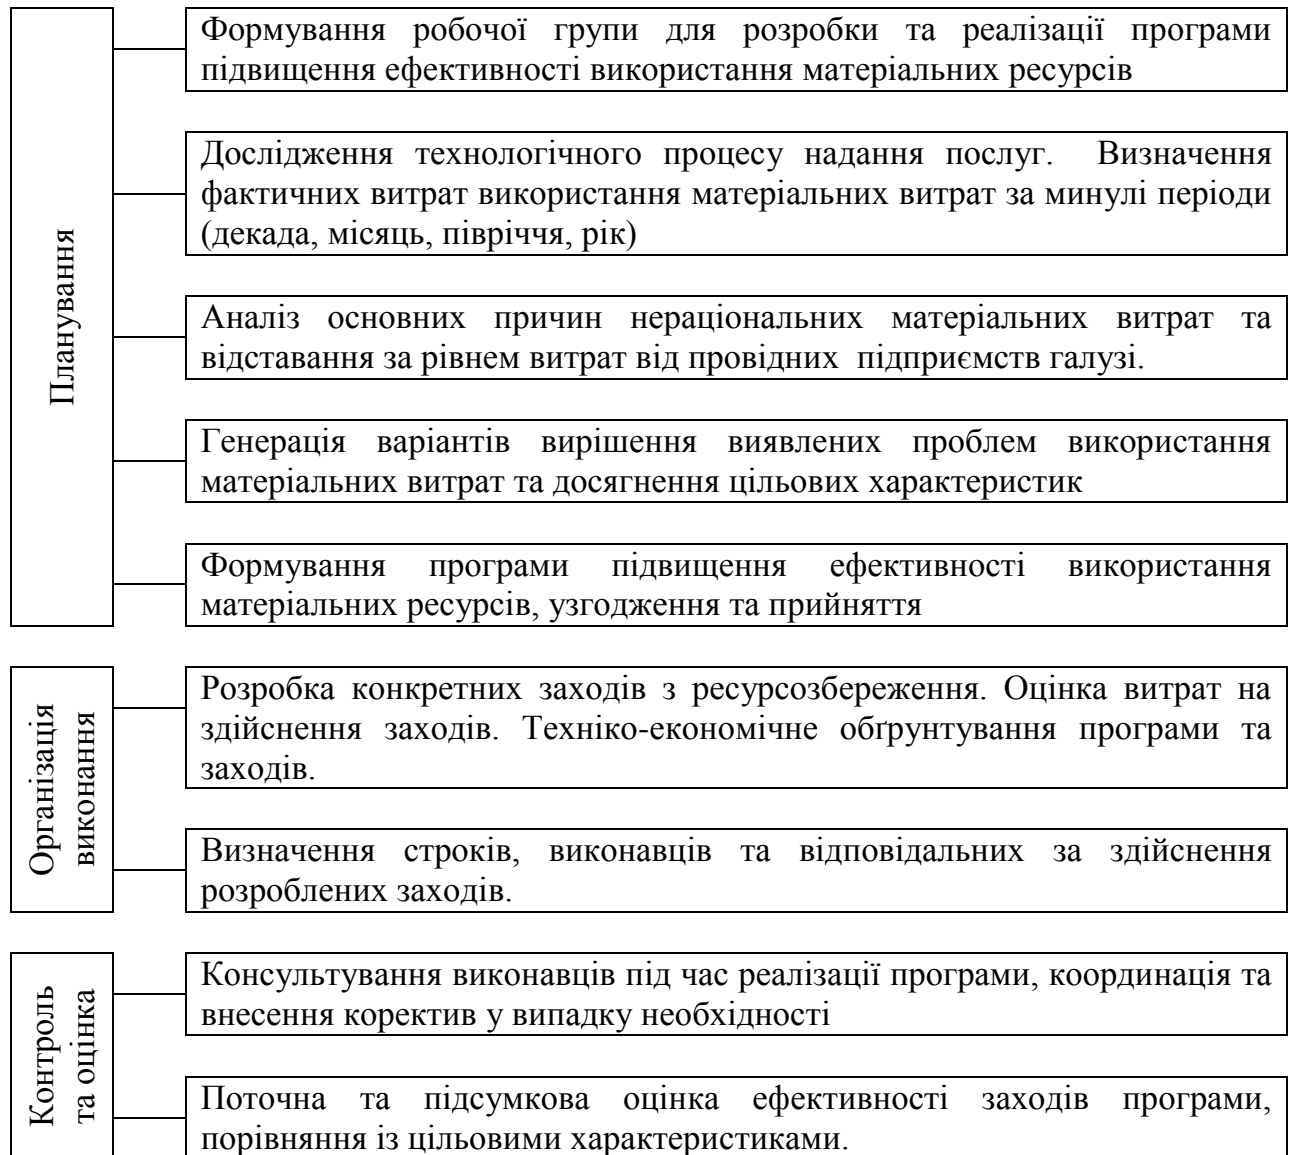 Планування
Формування робочої групи для розробки та реалізації програми
підвищення ефективності використання матеріальних ресурсів
Дослідження технологічного процесу надання послуг. Визначення
фактичних витрат використання матеріальних витрат за минулі періоди
(декада, місяць, півріччя, рік)
Аналіз основних причин нераціональних матеріальних витрат та
відставання за рівнем витрат від провідних підприємств галузі.
Генерація варіантів вирішення виявлених проблем використання
матеріальних витрат та досягнення цільових характеристик
Формування програми підвищення ефективності використання
матеріальних ресурсів, узгодження та прийняття
Організація
виконання
Розробка конкретних заходів з ресурсозбереження. Оцінка витрат на
здійснення заходів. Техніко-економічне обґрунтування програми та
заходів.
Визначення строків, виконавців та відповідальних за здійснення
розроблених заходів.
Контроль
та оцінка
Консультування виконавців під час реалізації програми, координація та
внесення коректив у випадку необхідності
Поточна та підсумкова оцінка ефективності заходів програми,
порівняння із цільовими характеристиками.